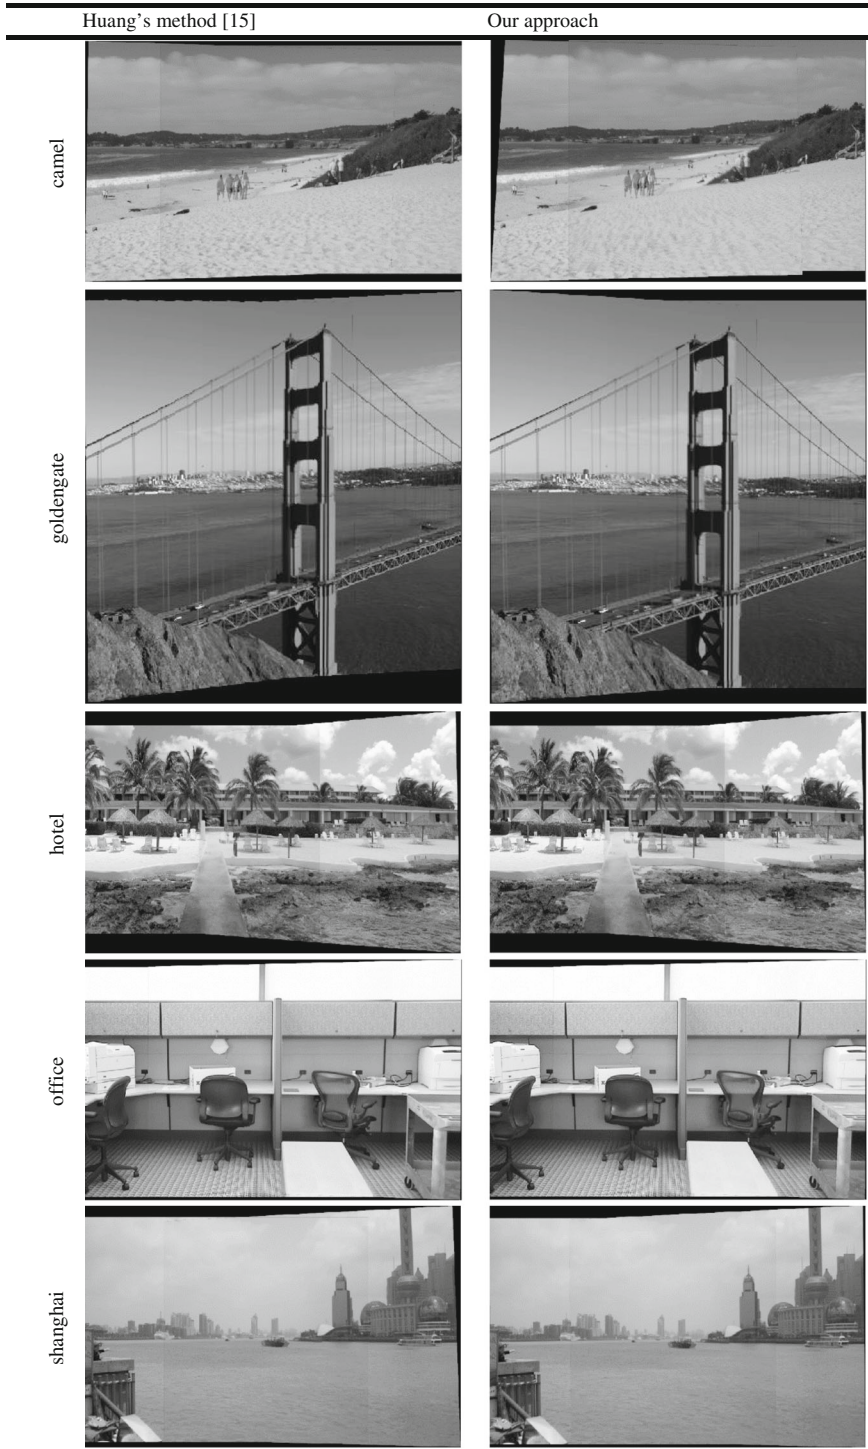 Huang's method [15] Our approach
camel
goldengate
hotel
office
shanghai